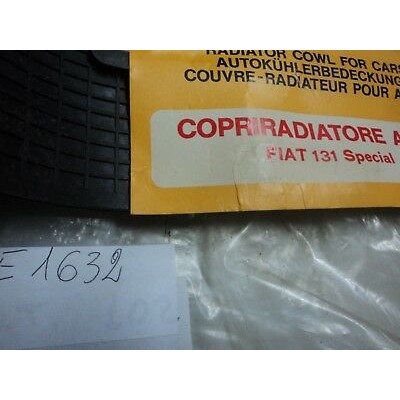 RADIATOR COWL FOR CARS
AUTOKÜHLERBEDECKUNG
COUVRE-RADIATEUR POUR A
COPRIRADIATORE A
FIAT 131 Special
E 1632